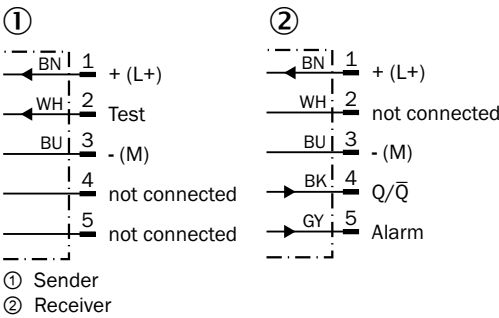 ① ②
BN 1 + (L+) BN 1 + (L+)
WH 2 Test WH 2 not connected
BU 3 - (M) BU 3 - (M)
4 not connected BK 4 Q/Q̅
5 not connected GY 5 Alarm
① Sender
② Receiver